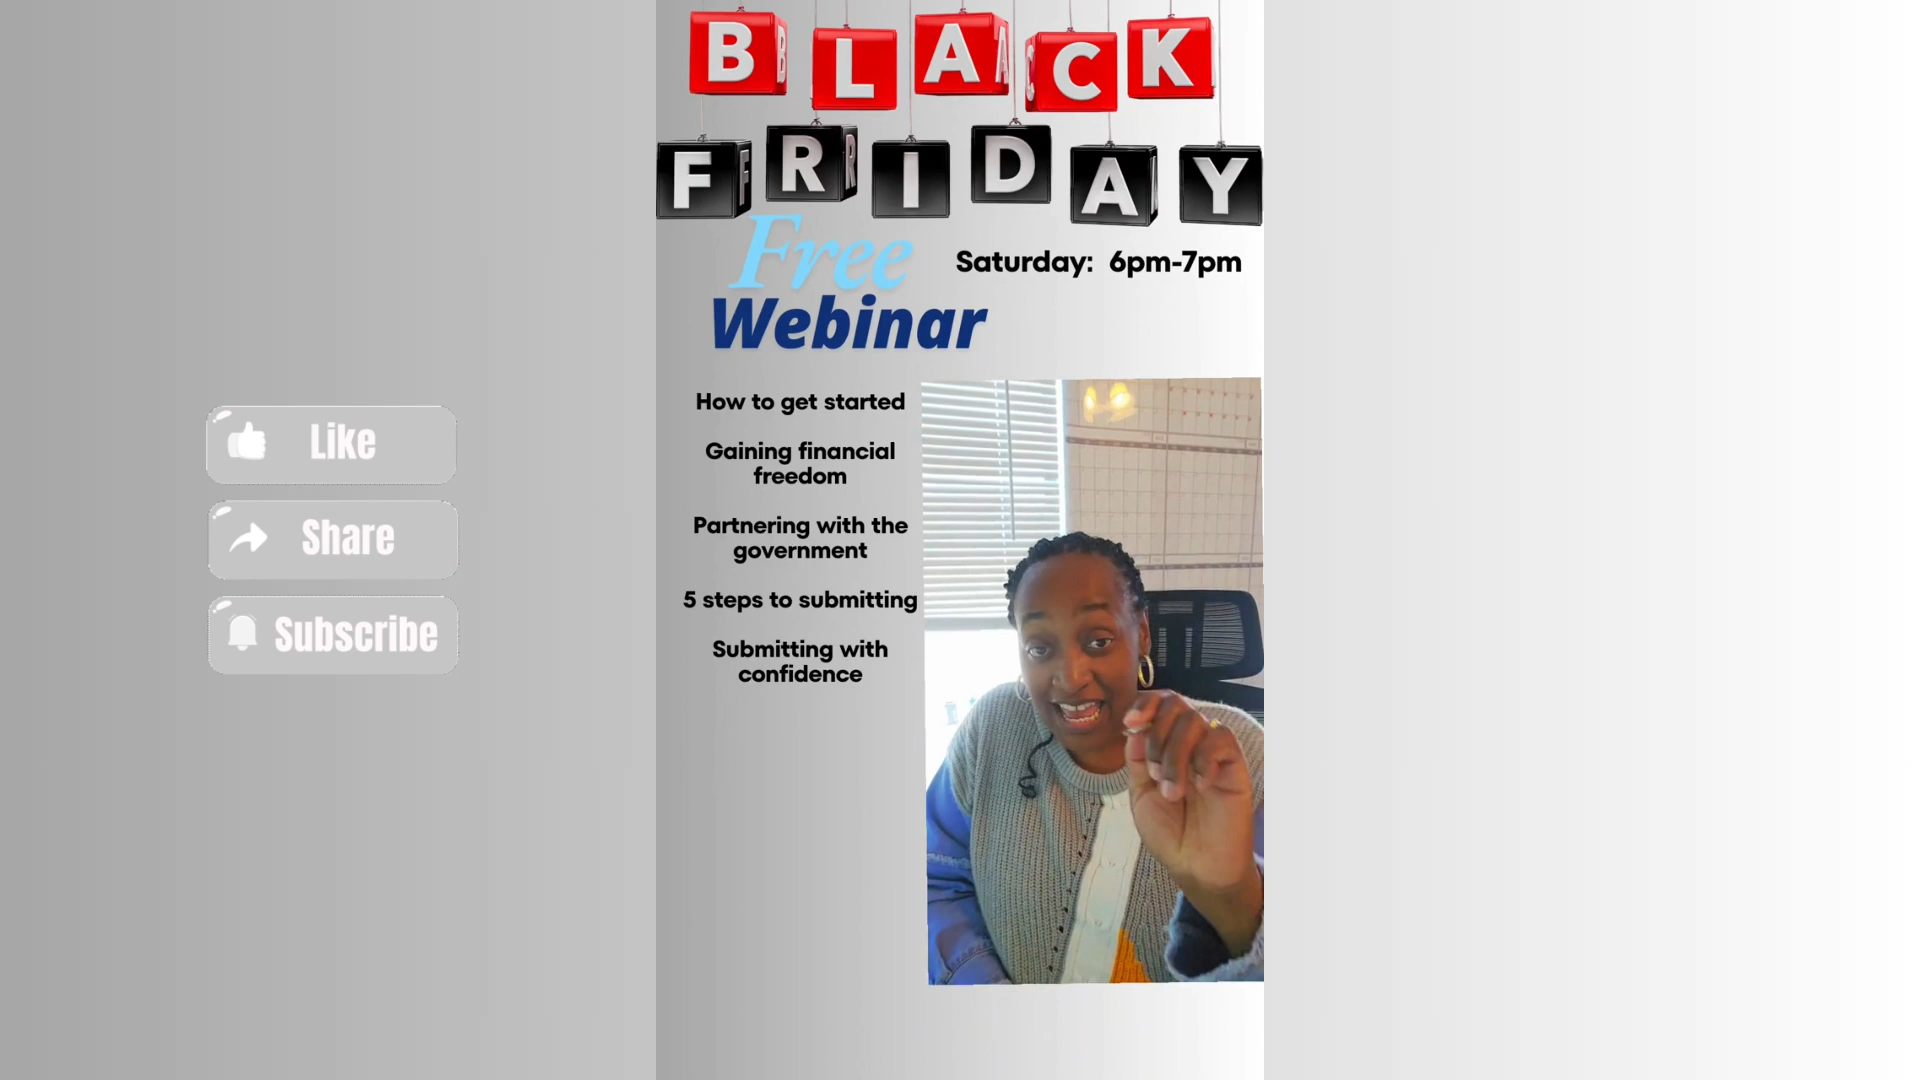 BLACK
FRIDAY
Free
Saturday: 6pm-7pm
Webinar
How to get started
Gaining financial
freedom
Partnering with the
government
5 steps to submitting
Submitting with
confidence
Like
Share
Subscribe